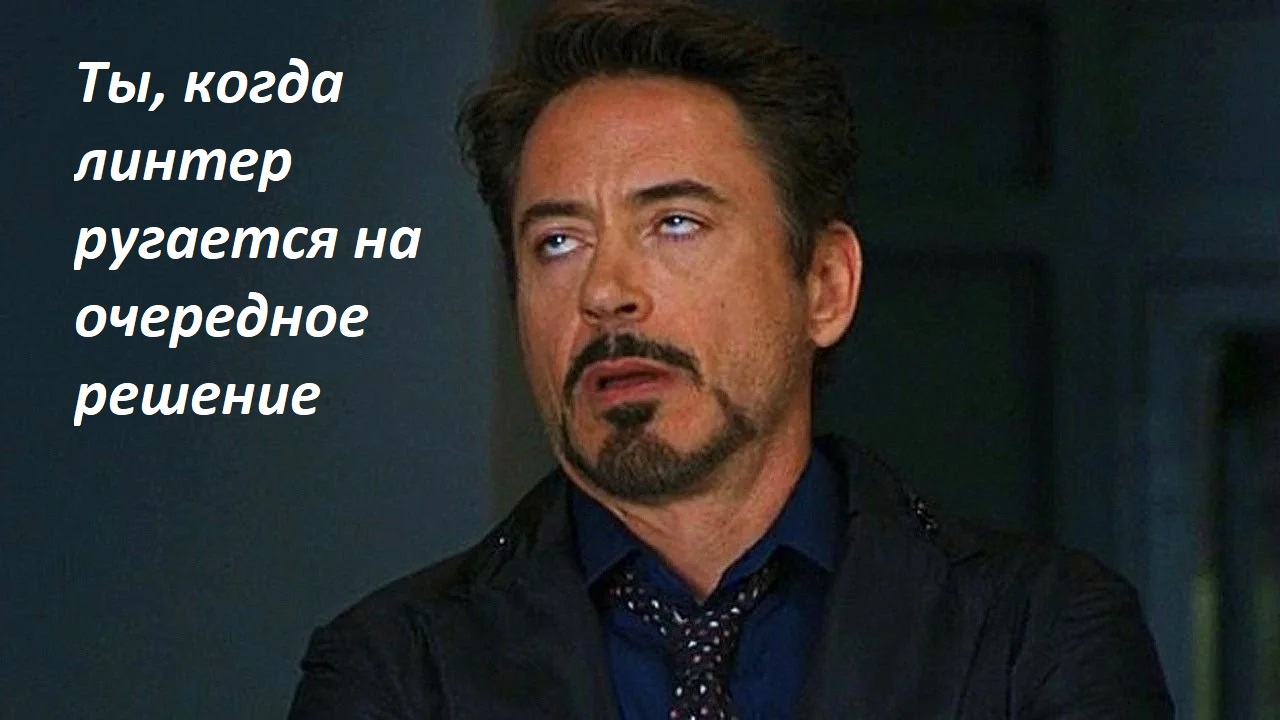 Ты, когда
линтер
ругается на
очередное
решение